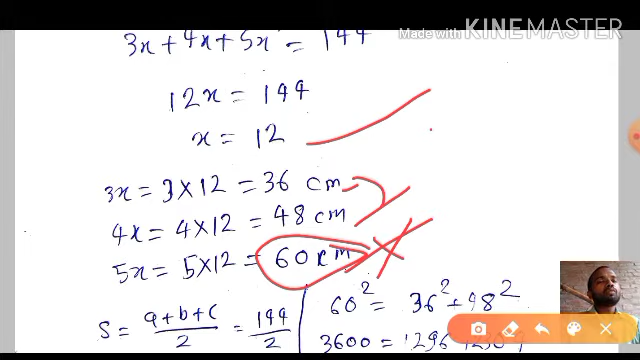 Made with KINEMASTER
3x+4x+5x = 144
12x = 144
x = 12
3x = 3×12 = 36 cm
4x = 4×12 = 48 cm
5x = 5×12 = 60 cm
S = a+b+c/2 = 144/2
60² = 36² + 48²
3600 = 1296